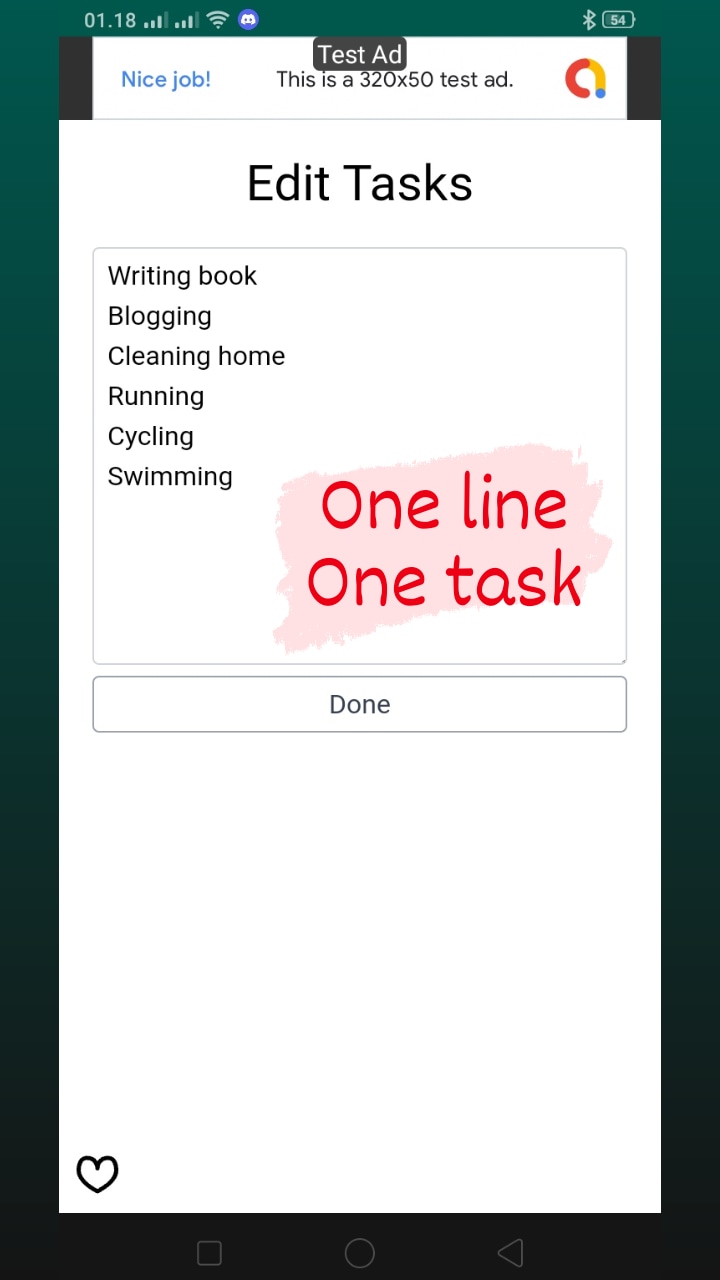 01.18
54
Test Ad
Nice job! This is a 320x50 test ad.
Edit Tasks
Writing book
Blogging
Cleaning home
Running
Cycling
Swimming
One line
One task
Done